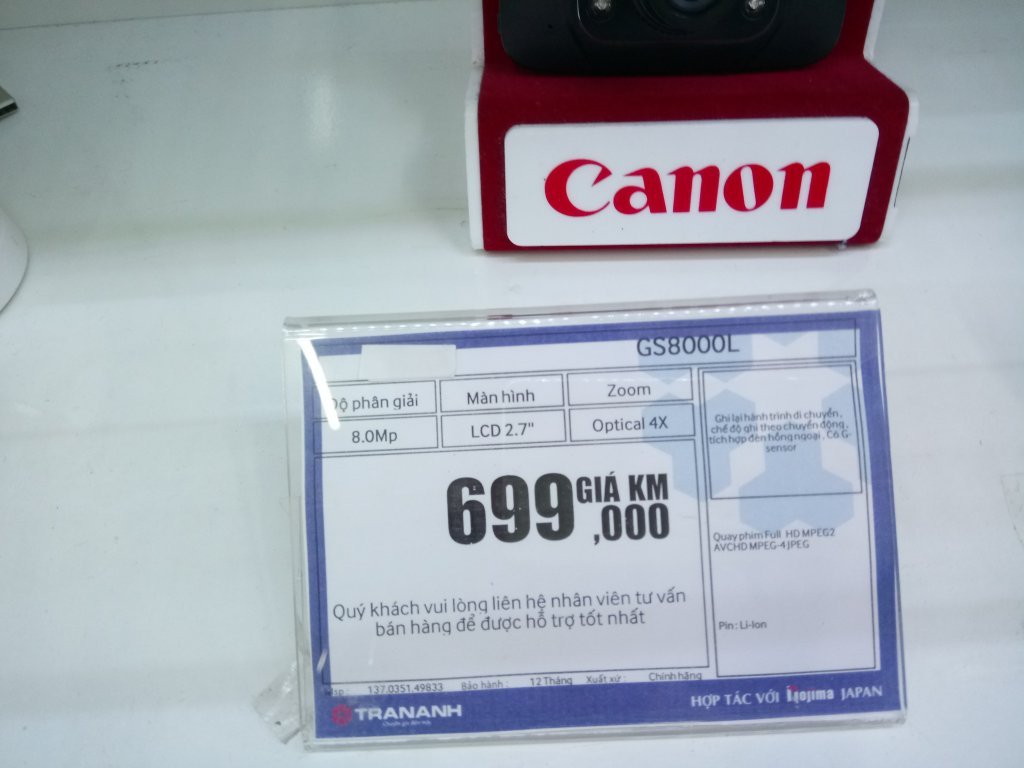 Canon
GS8000L
Độ phân giải
Màn hình
Zoom
8.0Mp
LCD 2.7"
Optical 4X
Ghi lại hành trình di chuyển,
chế độ ghi theo chuyển động,
tích hợp đèn hồng ngoại, C6 G-
sensor
699
GIÁ KM
,000
Quay phim Full HD MPEG2
AVCHD MPEG-4 JPEG
Quý khách vui lòng liên hệ nhân viên tư vấn
bán hàng để được hỗ trợ tốt nhất
Pin: Li-Ion
137.0351.49833 Bảo hành : 12 Tháng Xuất xứ : Chính hãng
TRANANH
HỢP TÁC VỚI nojima JAPAN